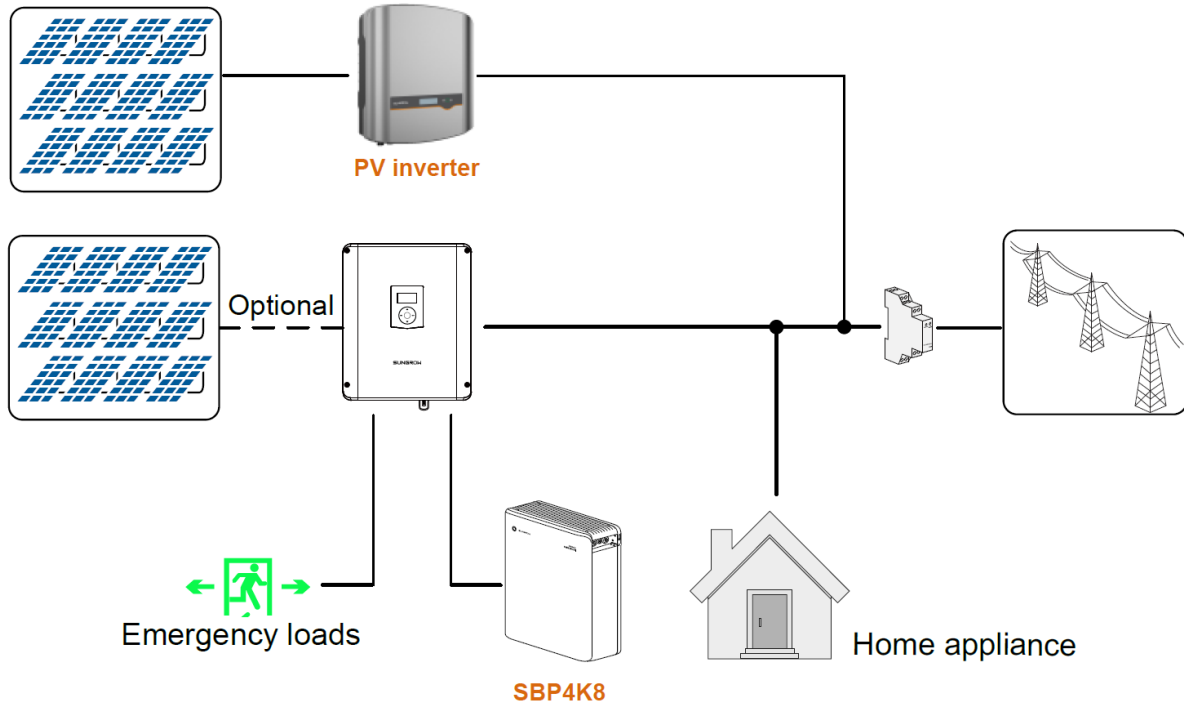 PV inverter
Optional
SUNGROW
Emergency loads
Home appliance
SBP4K8